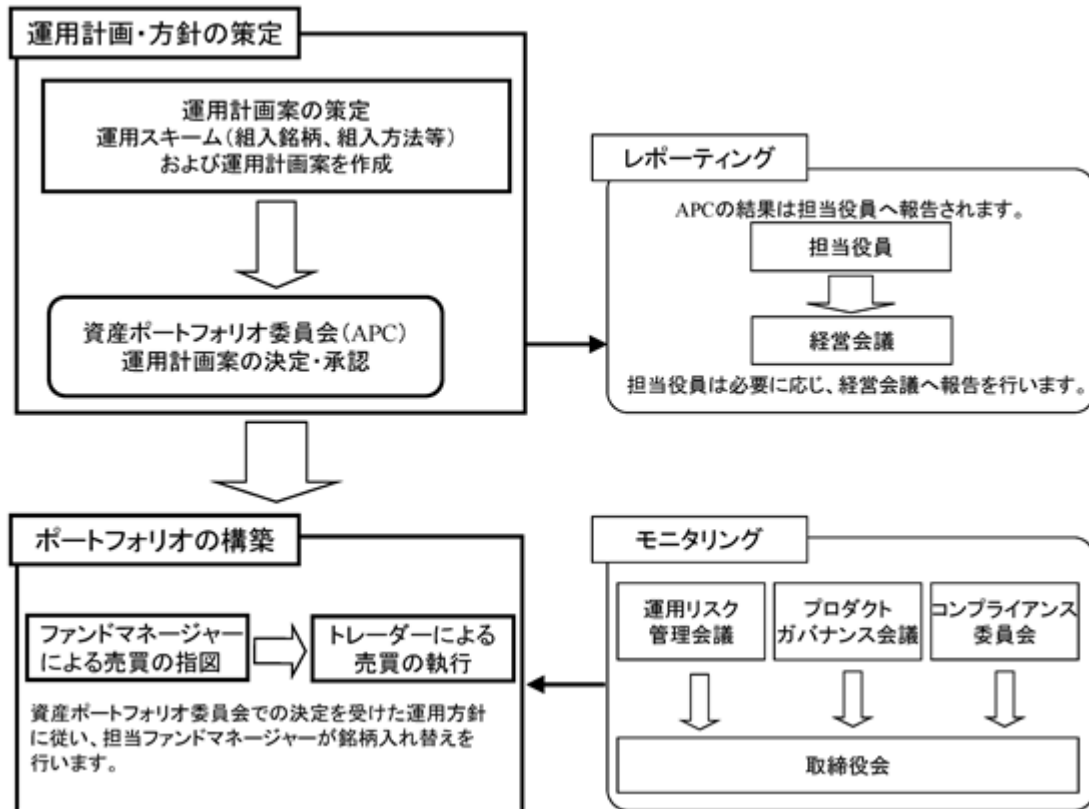 運用計画・方針の策定
運用計画案の策定
運用スキーム(組入銘柄、組入方法等)
および運用計画案を作成
資産ポートフォリオ委員会(APC)
運用計画案の決定・承認
レポーティング
APCの結果は担当役員へ報告されます。
担当役員
経営会議
担当役員は必要に応じ、経営会議へ報告を行います。
ポートフォリオの構築
ファンドマネージャー
による売買の指図
トレーダーによる
売買の執行
資産ポートフォリオ委員会での決定を受けた運用方針
に従い、担当ファンドマネージャーが銘柄入れ替えを
行います。
モニタリング
運用リスク
管理会議
プロダクト
ガバナンス会議
コンプライアンス
委員会
取締役会